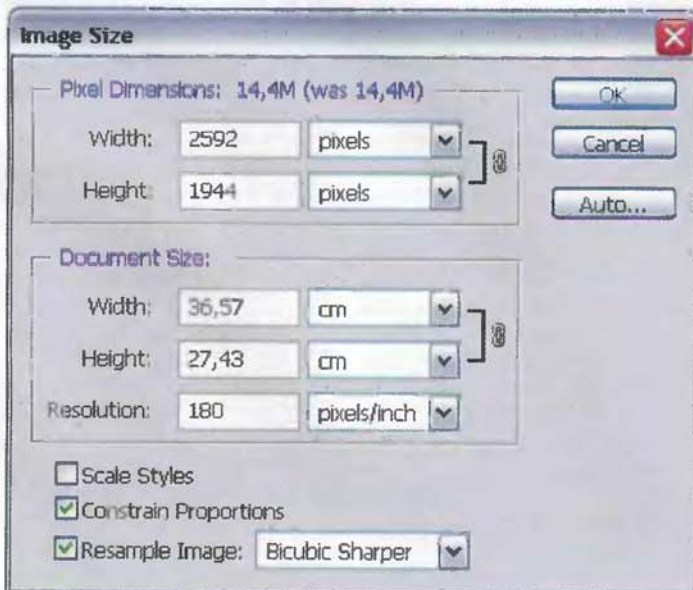 Image Size
Pixel Dimensions: 14,4M (was 14,4M)
Width: 2592 pixels
Height: 1944 pixels
OK
Cancel
Auto...
Document Size:
Width: 36,57 cm
Height: 27,43 cm
Resolution: 180 pixels/inch
Scale Styles
Constrain Proportions
Resample Image: Bicubic Sharper